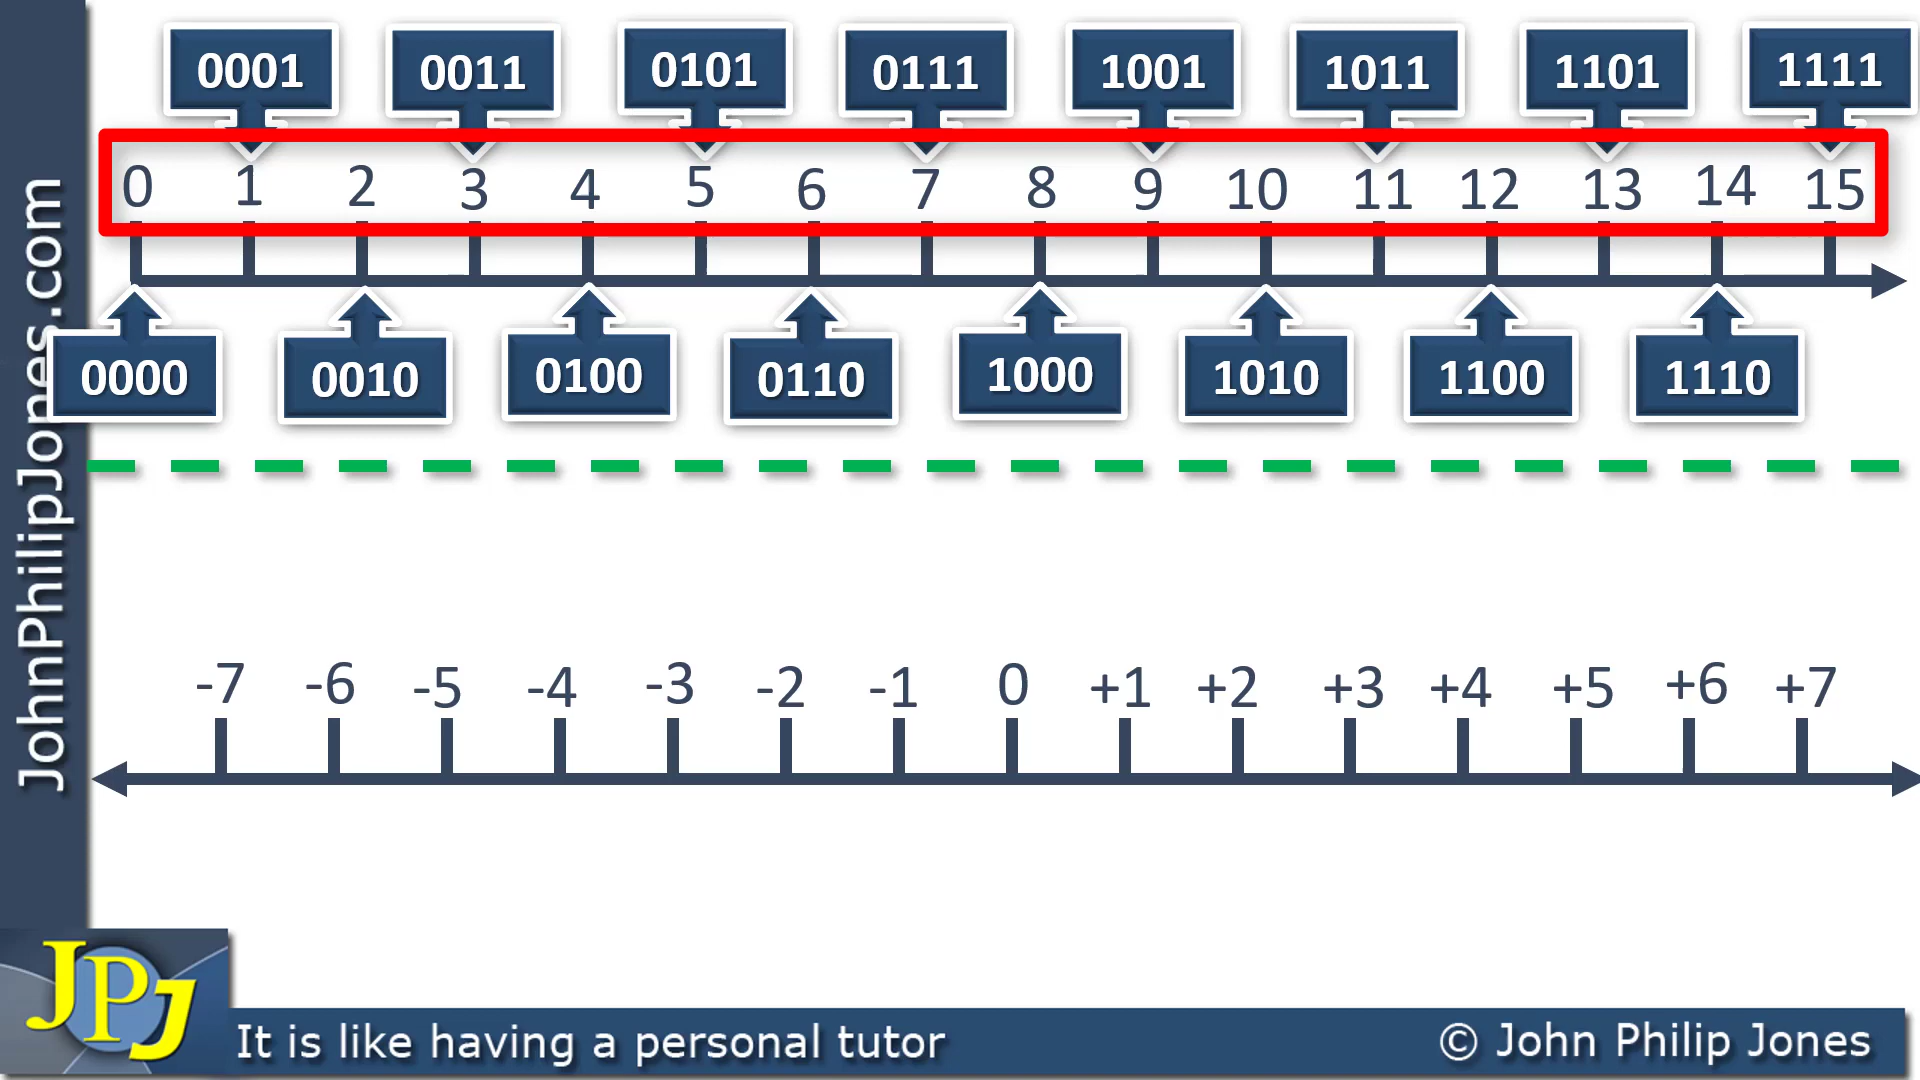 0001 0011 0101 0111 1001 1011 1101 1111
0 1 2 3 4 5 6 7 8 9 10 11 12 13 14 15
0000 0010 0100 0110 1000 1010 1100 1110
-7 -6 -5 -4 -3 -2 -1 0 +1 +2 +3 +4 +5 +6 +7
JohnPhilipJones.com
JPJ
It is like having a personal tutor
© John Philip Jones